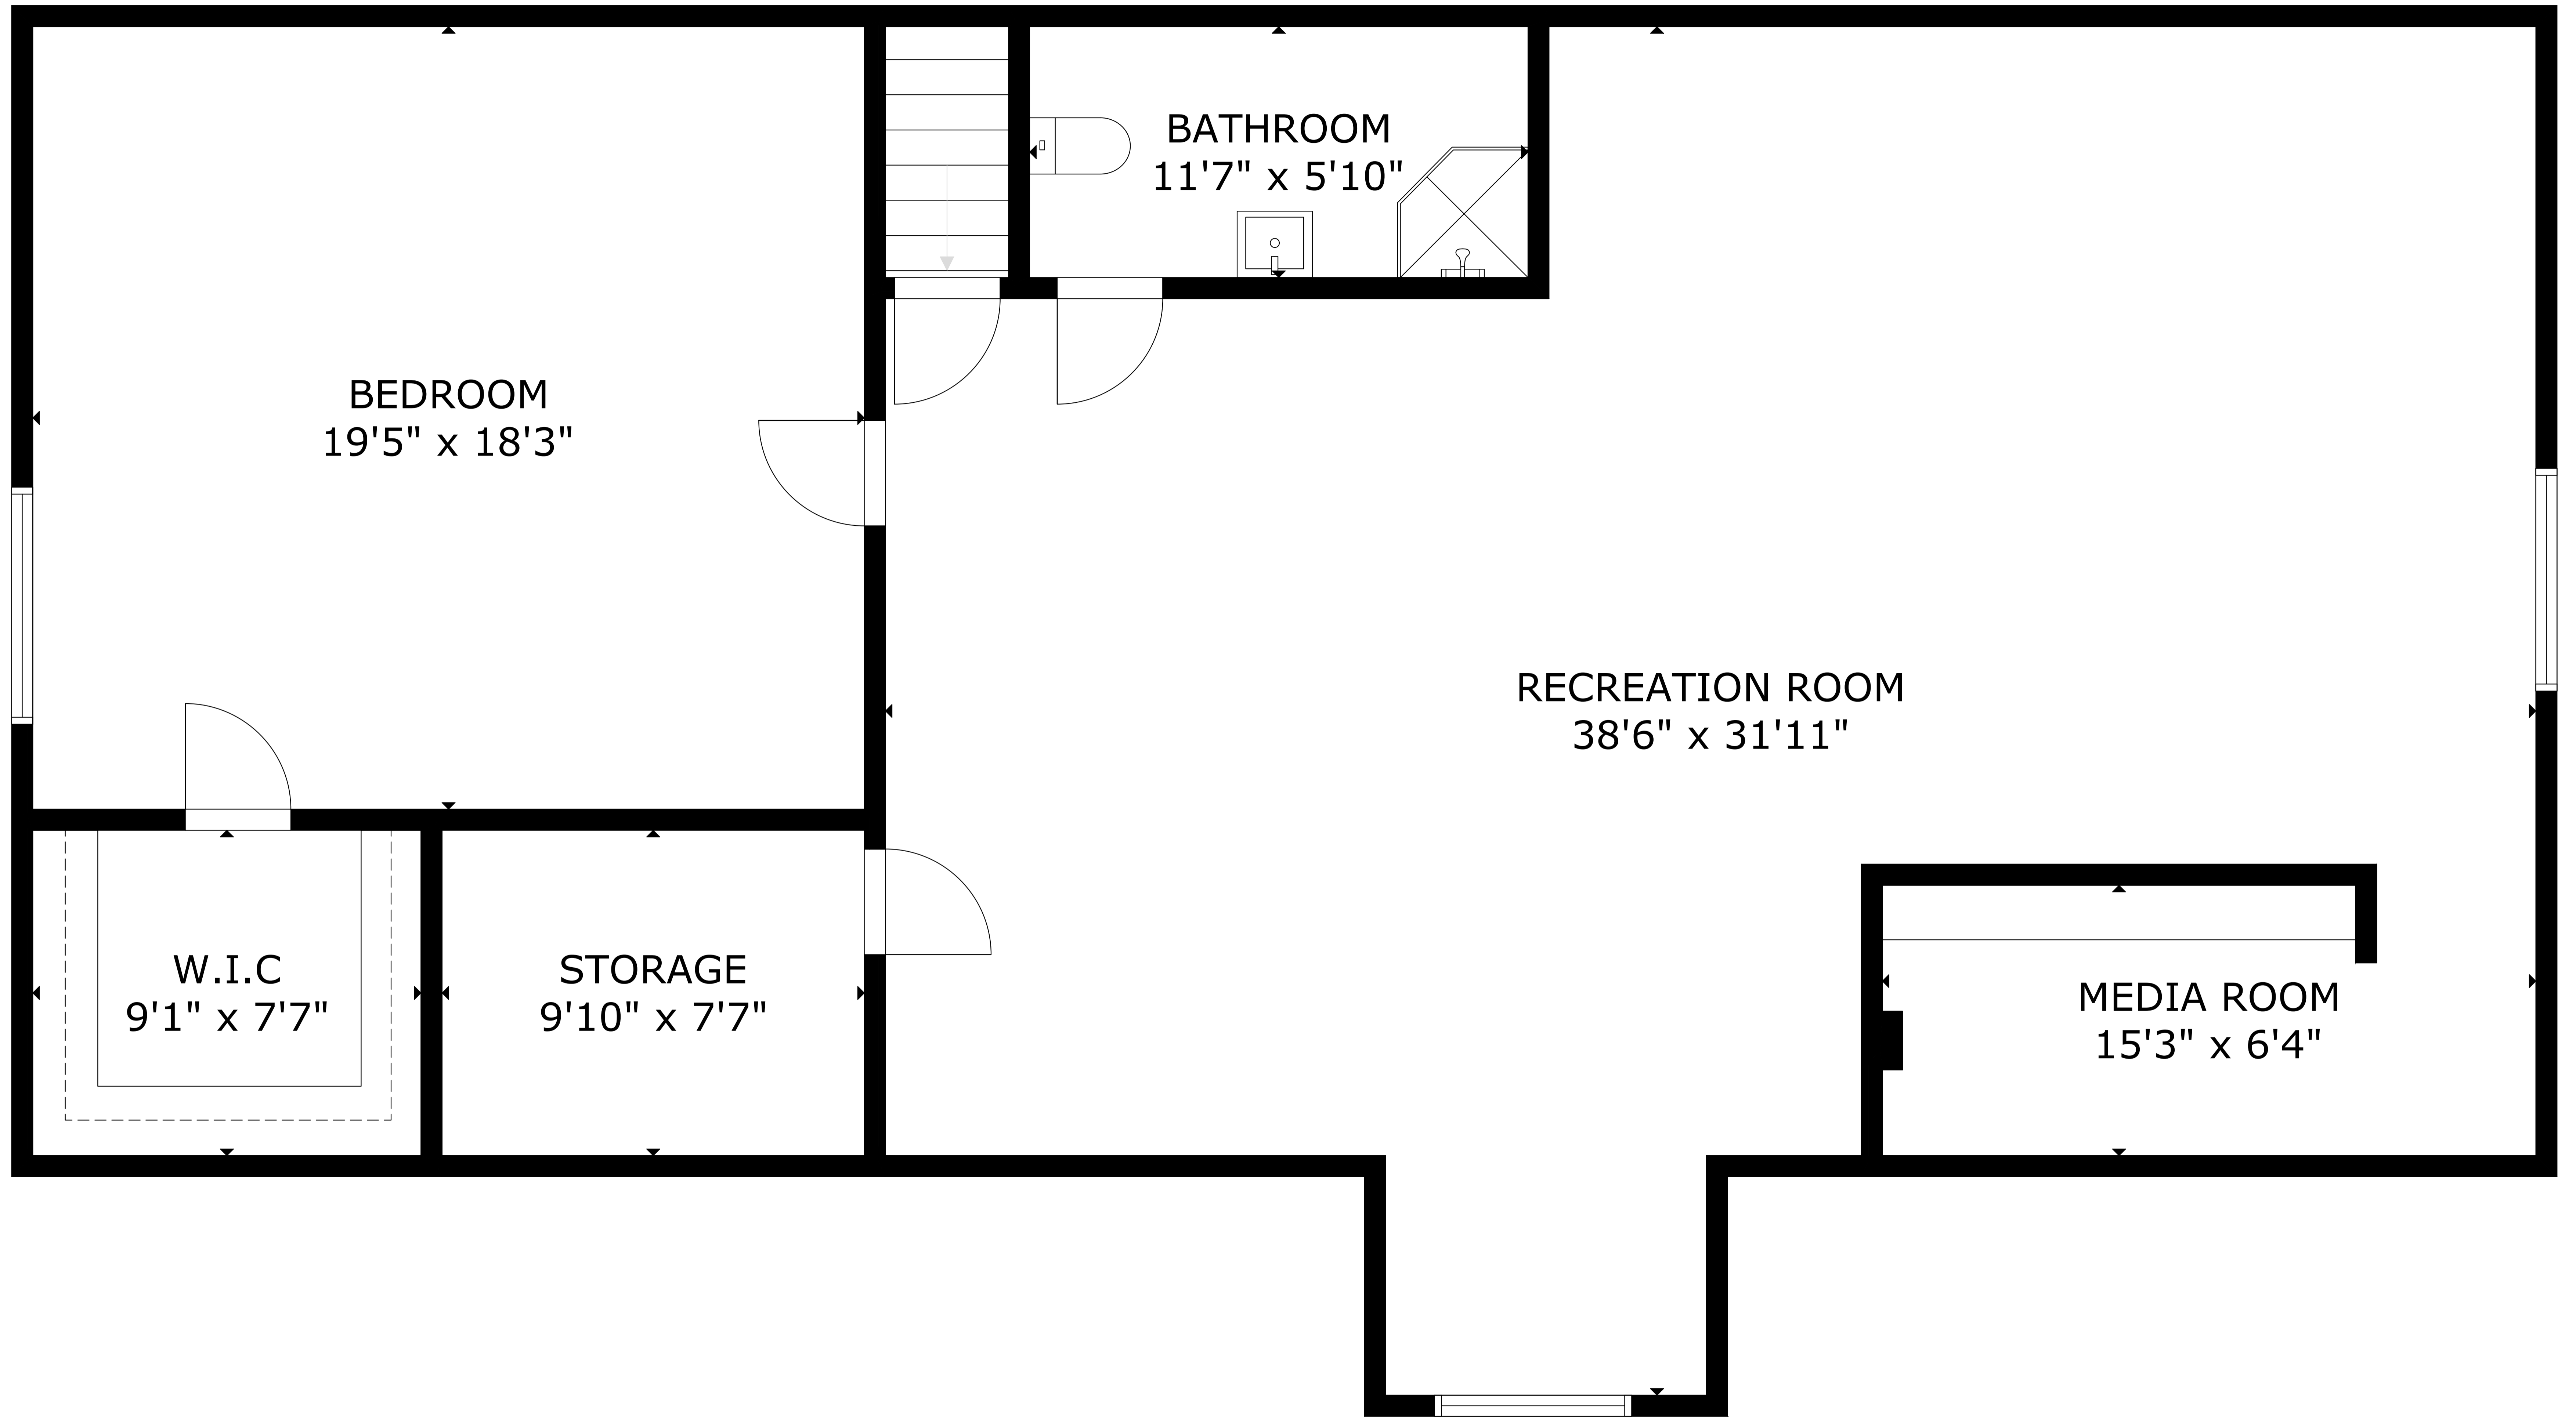 BATHROOM
11'7" x 5'10"
BEDROOM
19'5" x 18'3"
RECREATION ROOM
38'6" x 31'11"
W.I.C
9'1" x 7'7"
STORAGE
9'10" x 7'7"
MEDIA ROOM
15'3" x 6'4"